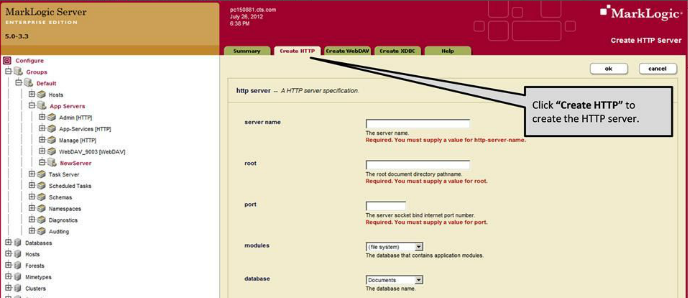 MarkLogic Server
ENTERPRISE EDITION
5.0-3.3
pc150881.cts.com
July 26, 2012
6:38 PM
MarkLogic
Create HTTP Server
Summary
Create HTTP
Create WebDAV
Create XDBC
Help
Configure
Groups
Default
Hosts
App Servers
Admin [HTTP]
App-Services [HTTP]
Manage [HTTP]
WebDAV_9003 [WebDAV]
NewServer
Task Server
Scheduled Tasks
Schemas
Namespaces
Diagnostics
Auditing
Databases
Hosts
Forests
Mimetypes
Clusters
ok
cancel
http server -- A HTTP server specification.
Click “Create HTTP” to
create the HTTP server.
server name
The server name.
Required. You must supply a value for http-server-name.
root
The root document directory pathname.
Required. You must supply a value for root.
port
The server socket bind internet port number.
Required. You must supply a value for port.
modules
(file system)
The database that contains application modules.
database
Documents
The database name.